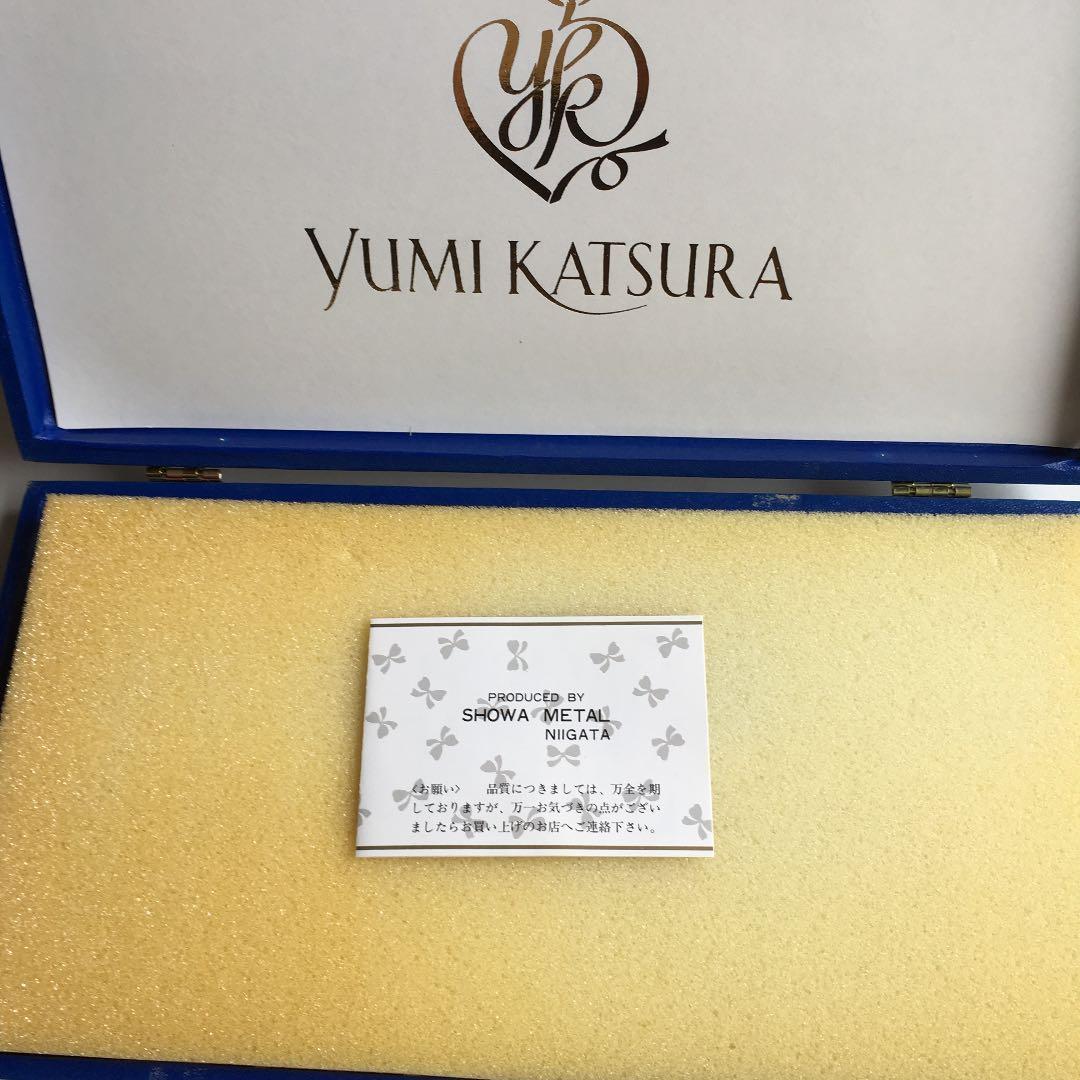 yk
YUMI KATSURA
PRODUCED BY
SHOWA METAL
NIIGATA
〈お願い〉　品質につきましては、万全を期
しておりますが、万一お気づきの点がござい
ましたらお買い上げのお店へご連絡下さい。